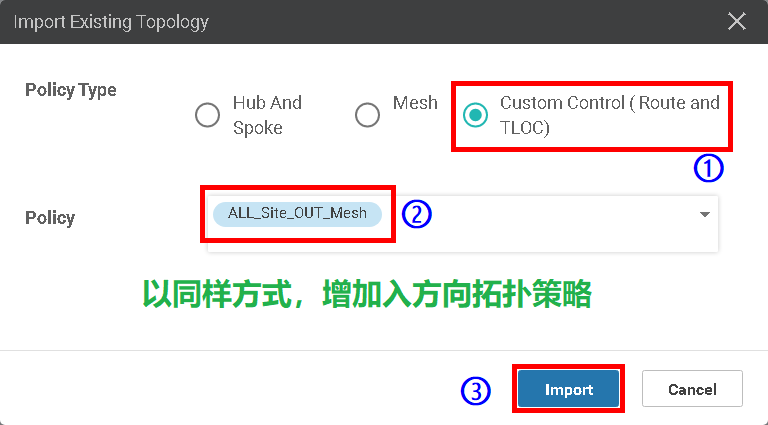 Import Existing Topology
Policy Type
Hub And
Spoke
Mesh
Custom Control ( Route and
TLOC)
①
Policy
ALL_Site_OUT_Mesh
②
以同样方式，增加入方向拓扑策略
③
Import
Cancel